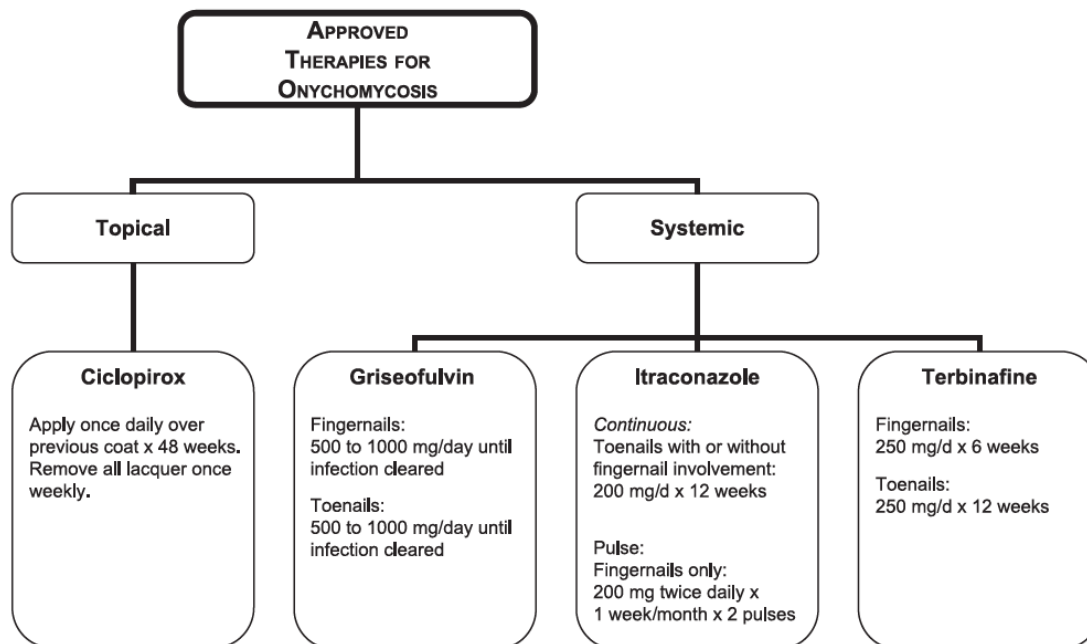 APPROVED
THERAPIES FOR
ONYCHOMYCOSIS
Topical
Systemic
Ciclopirox
Apply once daily over
previous coat x 48 weeks.
Remove all lacquer once
weekly.
Griseofulvin
Fingernails:
500 to 1000 mg/day until
infection cleared
Toenails:
500 to 1000 mg/day until
infection cleared
Itraconazole
Continuous:
Toenails with or without
fingernail involvement:
200 mg/d x 12 weeks
Pulse:
Fingernails only:
200 mg twice daily x
1 week/month x 2 pulses
Terbinafine
Fingernails:
250 mg/d x 6 weeks
Toenails:
250 mg/d x 12 weeks